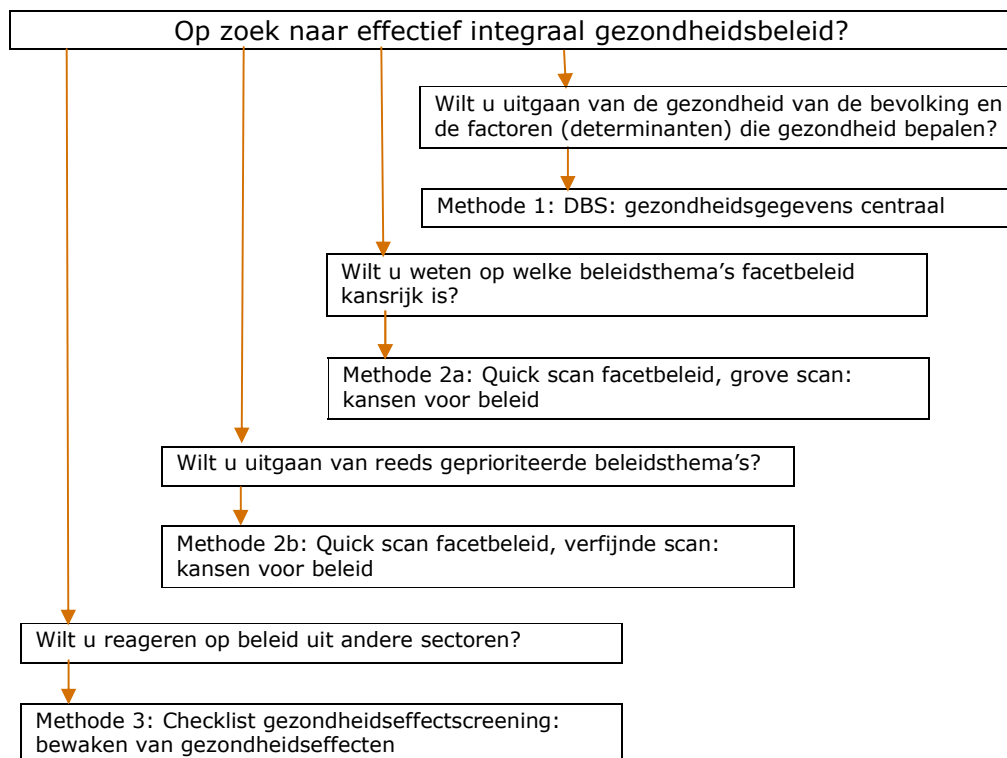 Op zoek naar effectief integraal gezondheidsbeleid?
Wilt u uitgaan van de gezondheid van de bevolking en
de factoren (determinanten) die gezondheid bepalen?
Methode 1: DBS: gezondheidsgegevens centraal
Wilt u weten op welke beleidsthema's facetbeleid
kansrijk is?
Methode 2a: Quick scan facetbeleid, grove scan:
kansen voor beleid
Wilt u uitgaan van reeds geprioriteerde beleidsthema's?
Methode 2b: Quick scan facetbeleid, verfijnde scan:
kansen voor beleid
Wilt u reageren op beleid uit andere sectoren?
Methode 3: Checklist gezondheidseffectscreening:
bewaken van gezondheidseffecten